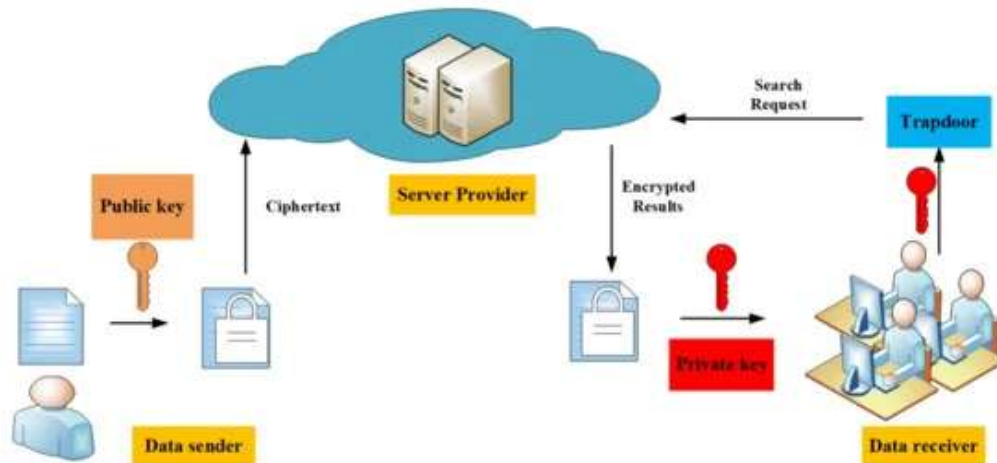 Search
Request
Trapdoor
Public key
Ciphertext
Server Provider
Encrypted
Results
Private key
Data sender
Data receiver